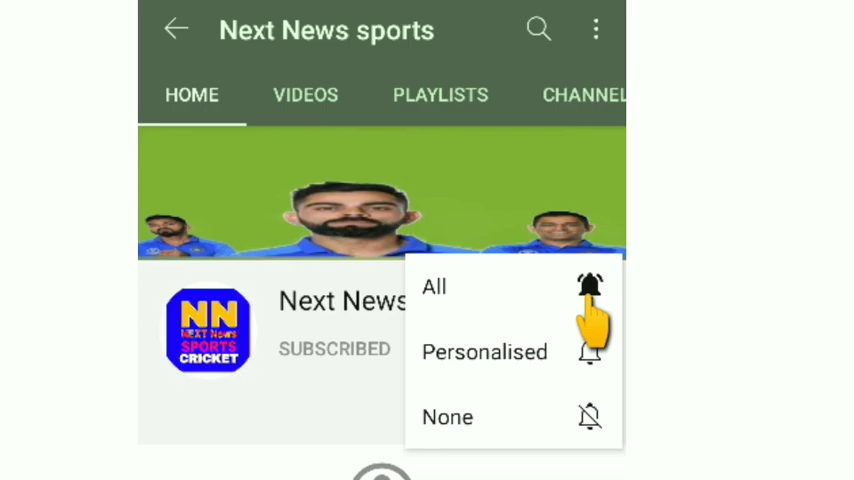 Next News sports
HOME VIDEOS PLAYLISTS CHANNEL
All
Next News
SUBSCRIBED
Personalised
None
NN
NEXT News
SPORTS
CRICKET